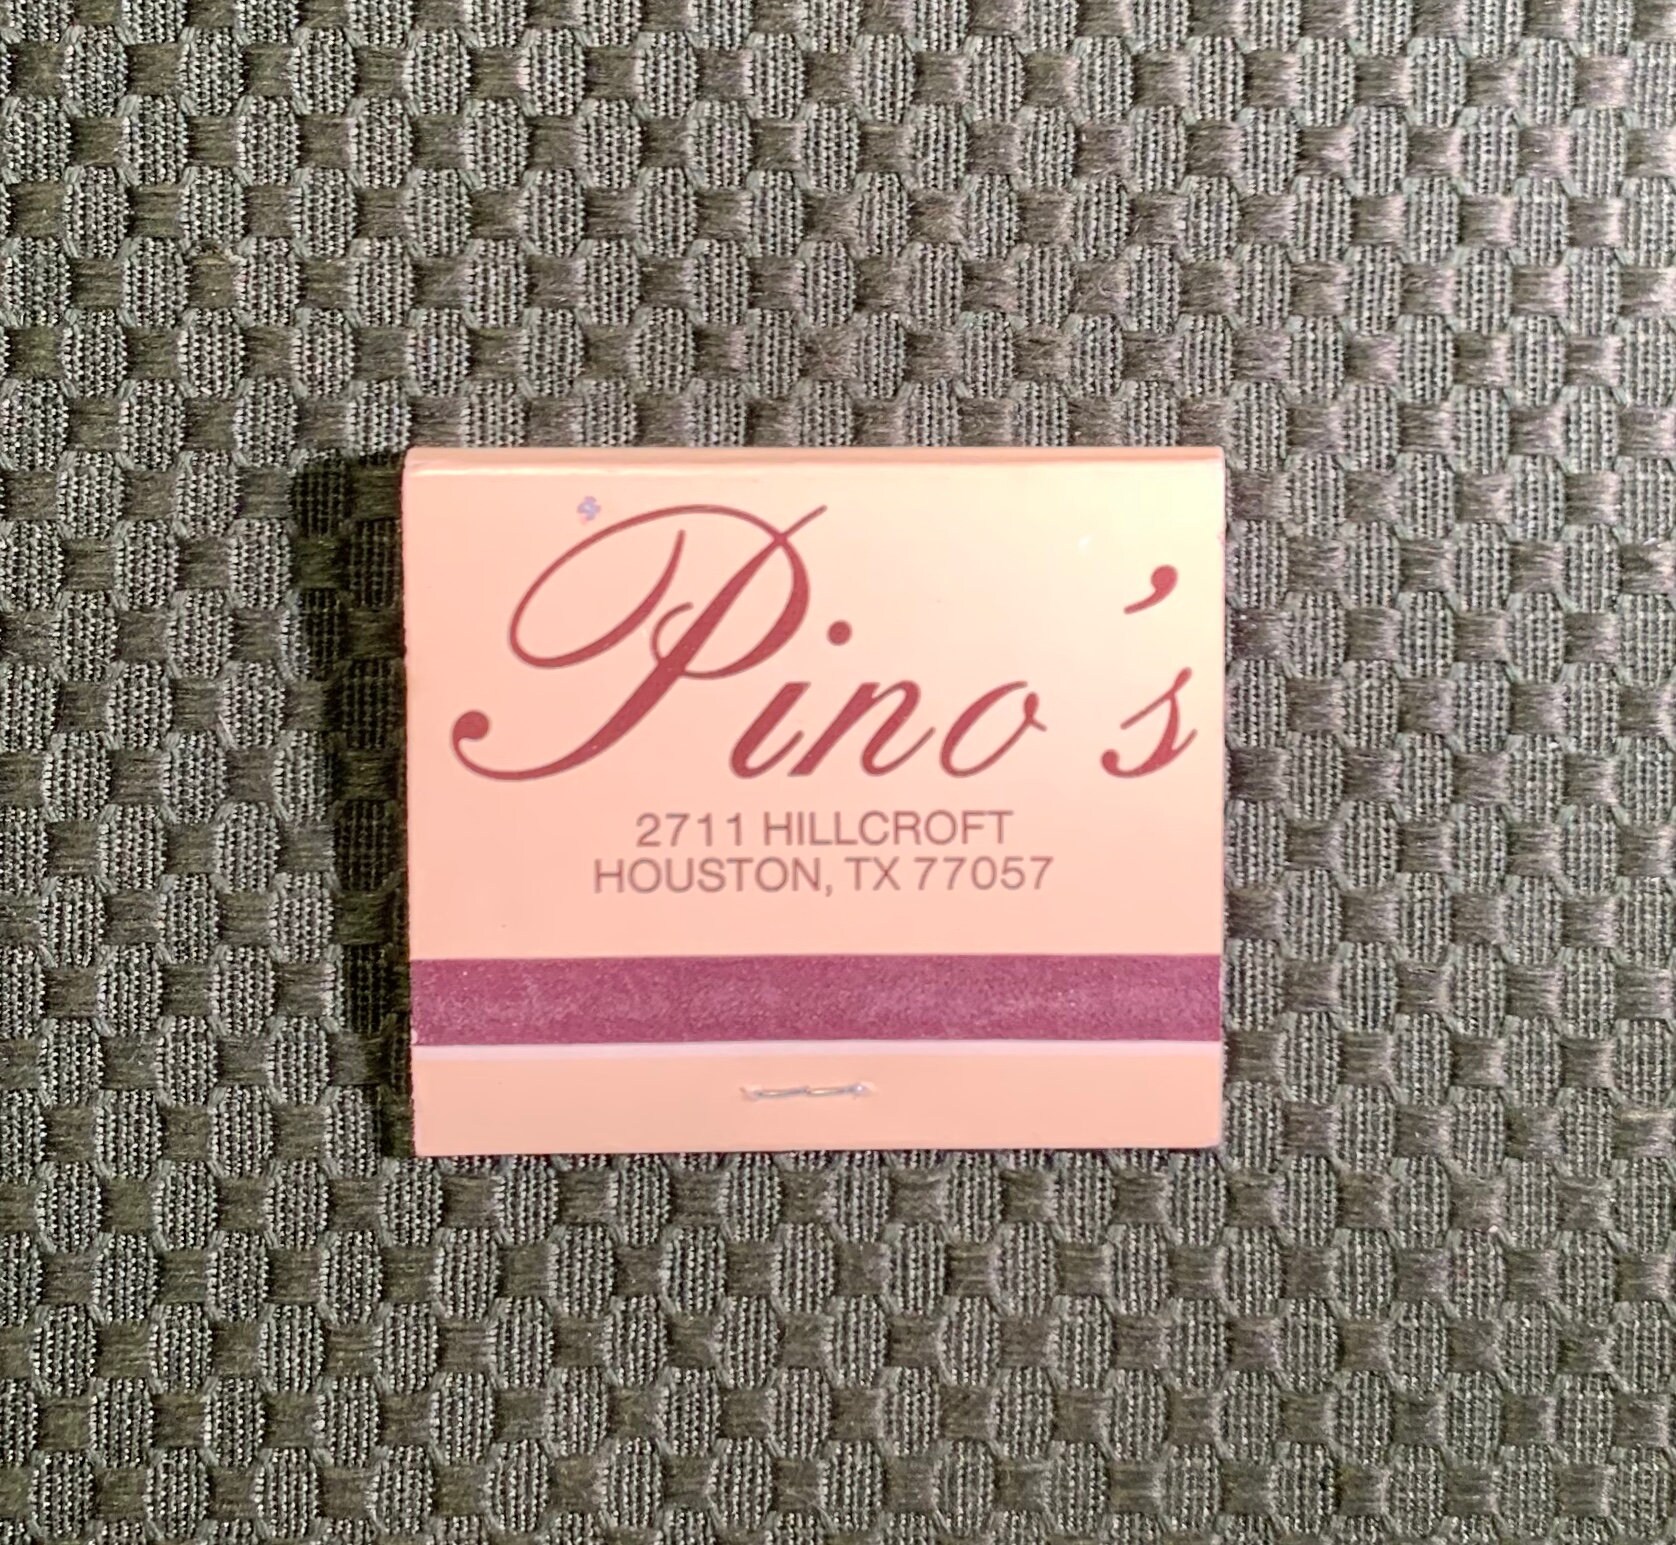 Pino's
2711 HILLCROFT
HOUSTON, TX 77057